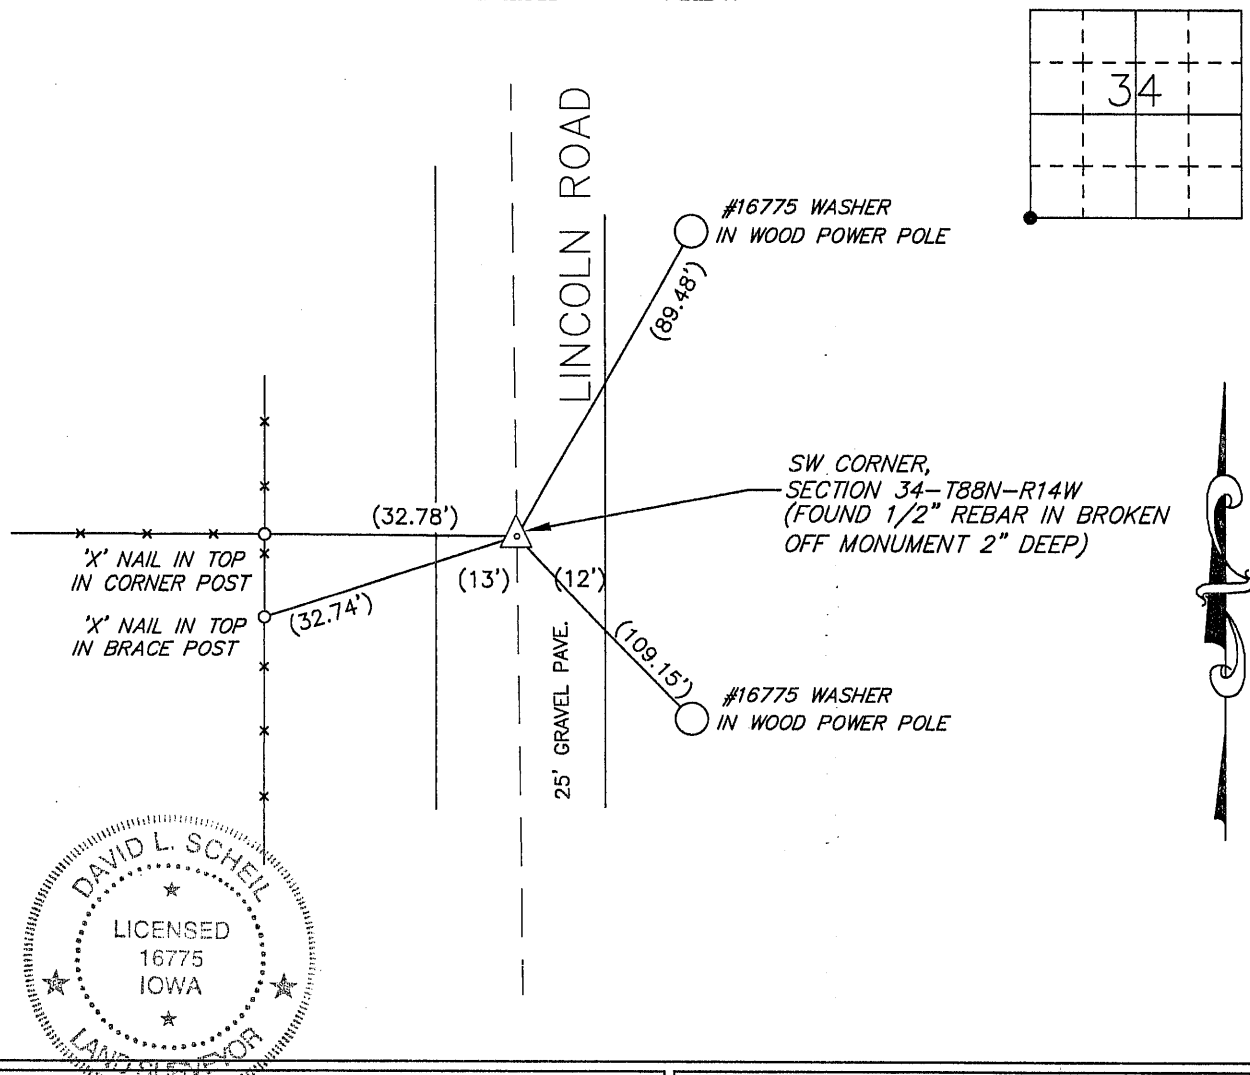 34
LINCOLN ROAD
#16775 WASHER
IN WOOD POWER POLE
(89.48')
SW CORNER,
SECTION 34-T88N-R14W
(FOUND 1/2" REBAR IN BROKEN
OFF MONUMENT 2" DEEP)
(32.78')
'X' NAIL IN TOP
IN CORNER POST
(13')
(12')
(32.74')
'X' NAIL IN TOP
IN BRACE POST
(109.15')
25' GRAVEL PAVE.
#16775 WASHER
IN WOOD POWER POLE
DAVID L. SCHEIL
LICENSED
16775
IOWA
LAND SURVEYOR